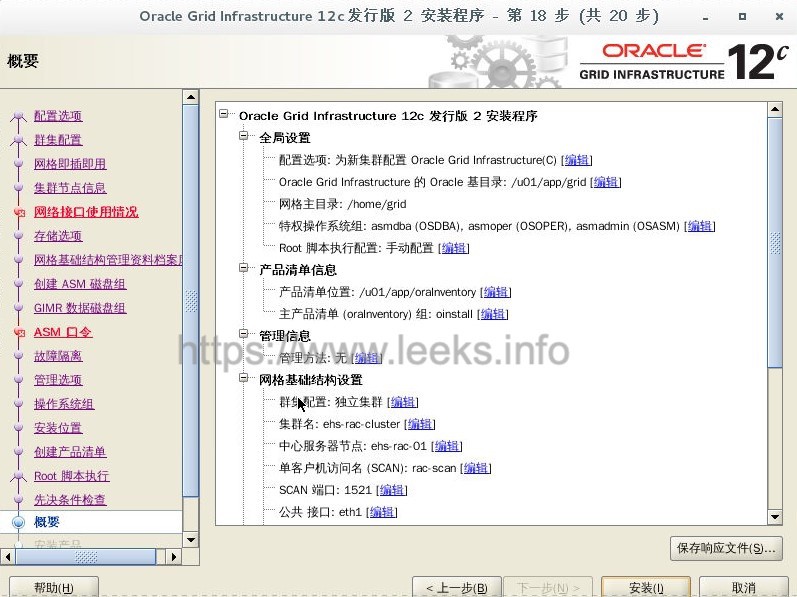 Oracle Grid Infrastructure 12c 发行版 2 安装程序 - 第 18 步 (共 20 步)
概要
ORACLE
GRID INFRASTRUCTURE
12c
配置选项
群集配置
网格即插即用
集群节点信息
网络接口使用情况
存储选项
网格基础结构管理资料档案
创建 ASM 磁盘组
GIMR 数据磁盘组
ASM 口令
故障隔离
管理选项
操作系统组
安装位置
创建产品清单
Root 脚本执行
先决条件检查
概要
安装产品
Oracle Grid Infrastructure 12c 发行版 2 安装程序
全局设置
配置选项: 为新集群配置 Oracle Grid Infrastructure(C) [编辑]
Oracle Grid Infrastructure 的 Oracle 基目录: /u01/app/grid [编辑]
网格主目录: /home/grid
特权操作系统组: asmdba (OSDBA), asmoper (OSOPER), asmadmin (OSASM) [编辑]
Root 脚本执行配置: 手动配置 [编辑]
产品清单信息
产品清单位置: /u01/app/oraInventory [编辑]
主产品清单 (oraInventory) 组: oinstall [编辑]
管理信息
管理方法: 无 [编辑]
https://www.leeks.info
网格基础结构设置
群集配置: 独立集群 [编辑]
集群名: ehs-rac-cluster [编辑]
中心服务器节点: ehs-rac-01 [编辑]
单客户机访问名 (SCAN): rac-scan [编辑]
SCAN 端口: 1521 [编辑]
公共 接口: eth1 [编辑]
保存响应文件(S)...
帮助(H)
< 上一步(B)
下一步(N) >
安装(I)
取消